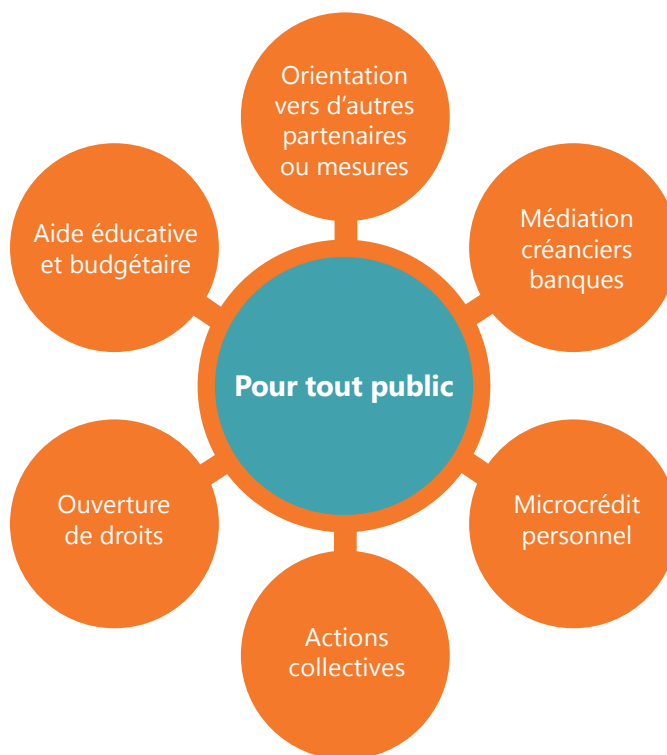 Orientation
vers d’autres
partenaires
ou mesures
Aide éducative
et budgétaire
Médiation
créanciers
banques
Pour tout public
Ouverture
de droits
Microcrédit
personnel
Actions
collectives